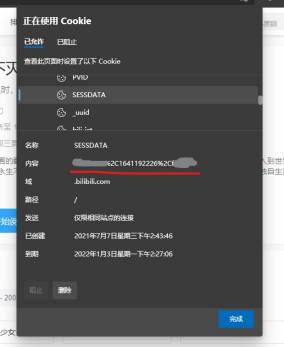 正在使用 Cookie
已允许 已阻止
查看此页面时设置了以下 Cookie
PVID
SESSDATA
_uuid
名称 SESSDATA
内容 %2C1641192226%2C
域 .bilibili.com
路径 /
发送 仅限相同站点的连接
已创建 2021年7月7日星期三下午2:43:46
到期 2022年1月3日星期一下午2:27:06
阻止 删除
完成
少女